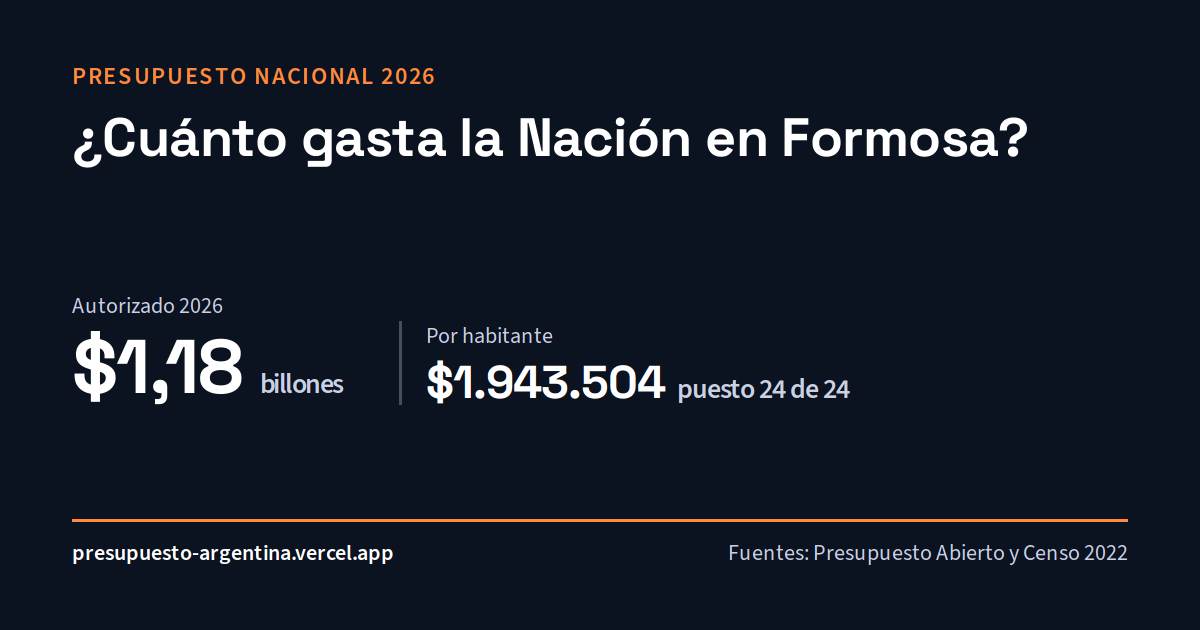 PRESUPUESTO NACIONAL 2026
¿Cuánto gasta la Nación en Formosa?
Autorizado 2026
$1,18 billones
Por habitante
$1.943.504 puesto 24 de 24
presupuesto-argentina.vercel.app
Fuentes: Presupuesto Abierto y Censo 2022